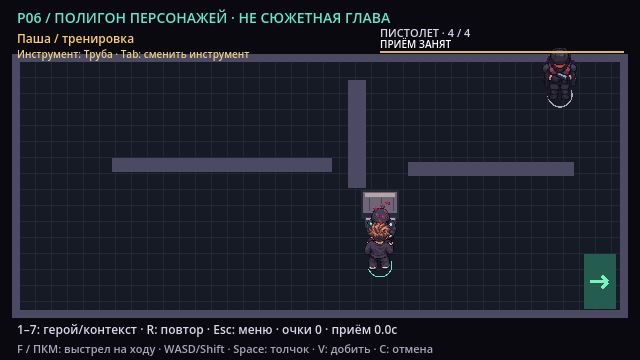 P06 / ПОЛИГОН ПЕРСОНАЖЕЙ · НЕ СЮЖЕТНАЯ ГЛАВА
Паша / тренировка
ПИСТОЛЕТ · 4 / 4
ПРИЁМ ЗАНЯТ
Инструмент: Труба · Tab: сменить инструмент
1–7: герой/контекст · R: повтор · Esc: меню · очки 0 · приём 0.0с
F / ПКМ: выстрел на ходу · WASD/Shift · Space: толчок · V: добить · C: отмена